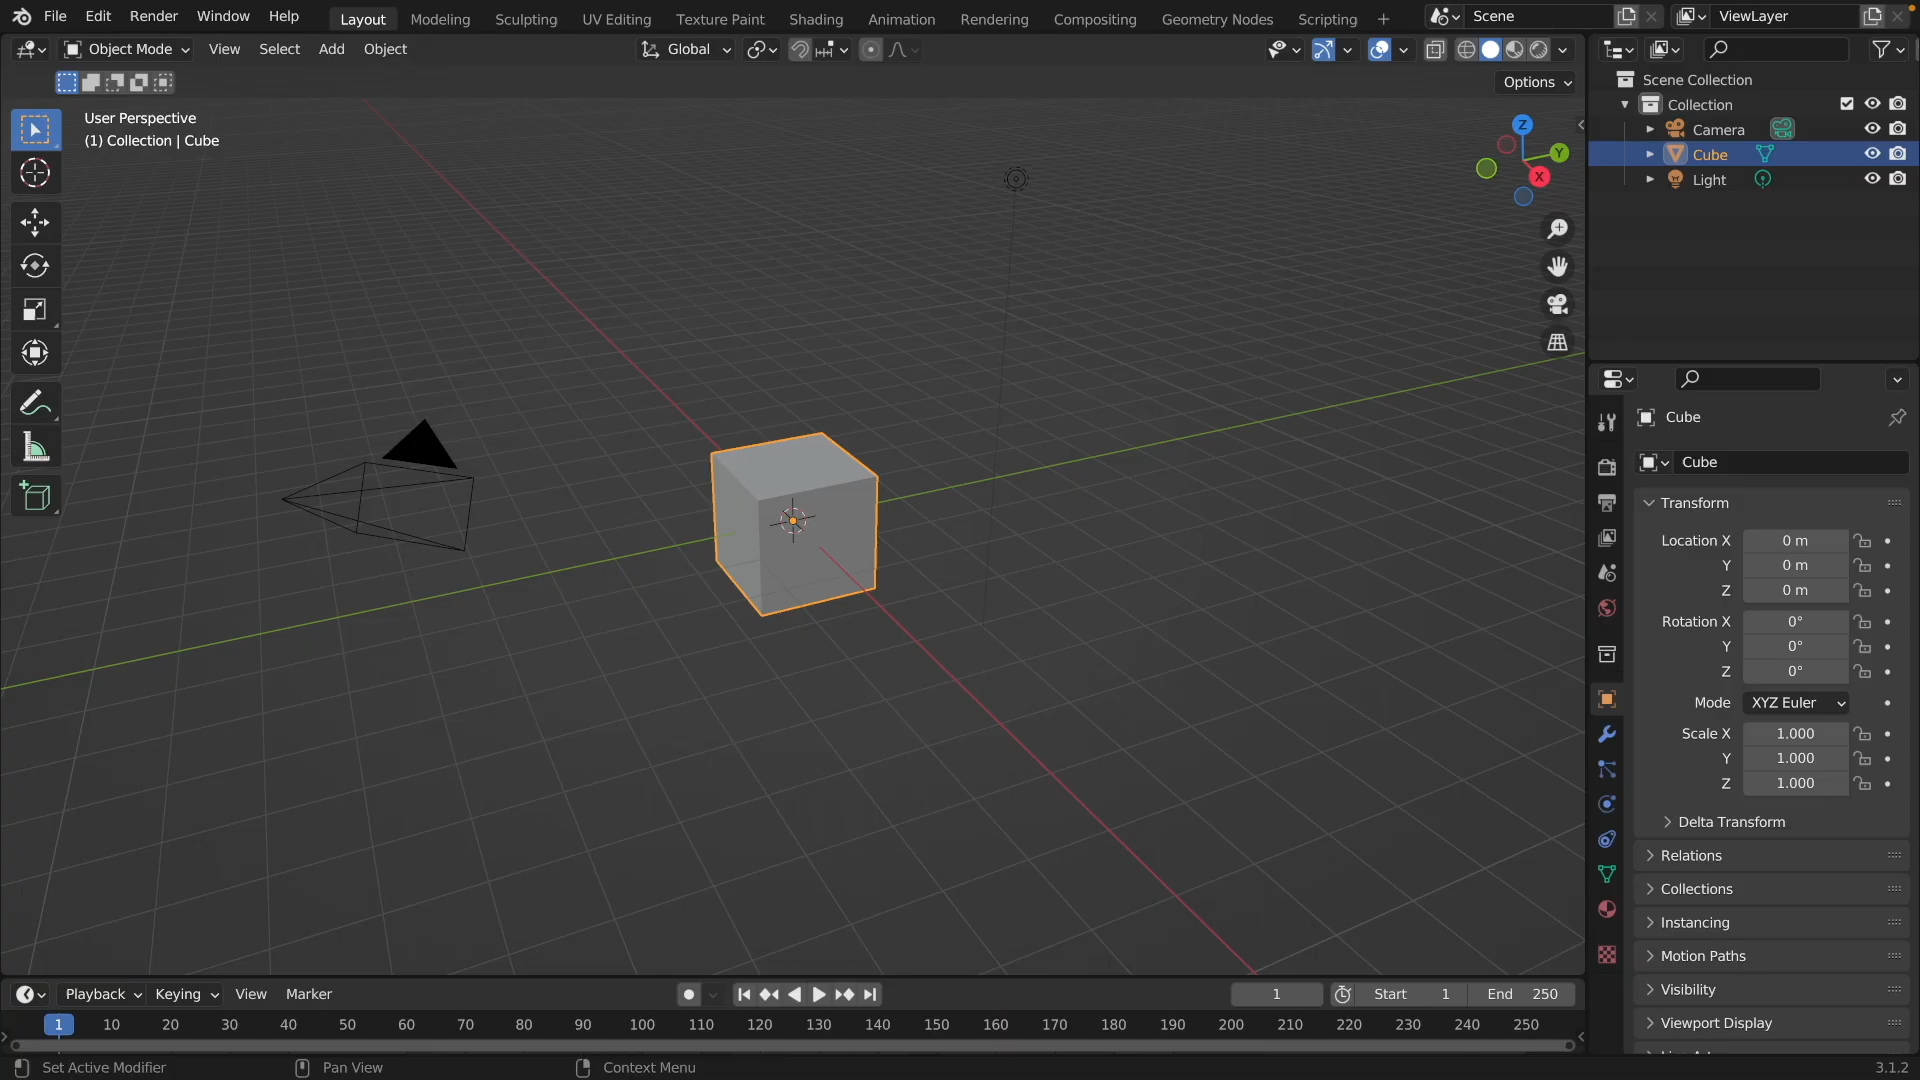 File Edit Render Window Help Layout Modeling Sculpting UV Editing Texture Paint Shading Animation Rendering Compositing Geometry Nodes Scripting + Scene ViewLayer
Object Mode View Select Add Object Global
Options
User Perspective
(1) Collection | Cube
Z
Y
X
Scene Collection
Collection
Camera
Cube
Light
Cube
Cube
Transform
Location X 0 m
Y 0 m
Z 0 m
Rotation X 0°
Y 0°
Z 0°
Mode XYZ Euler
Scale X 1.000
Y 1.000
Z 1.000
Delta Transform
Relations
Collections
Instancing
Motion Paths
Visibility
Viewport Display
Playback Keying View Marker 1 Start 1 End 250
1 10 20 30 40 50 60 70 80 90 100 110 120 130 140 150 160 170 180 190 200 210 220 230 240 250
Set Active Modifier Pan View Context Menu 3.1.2